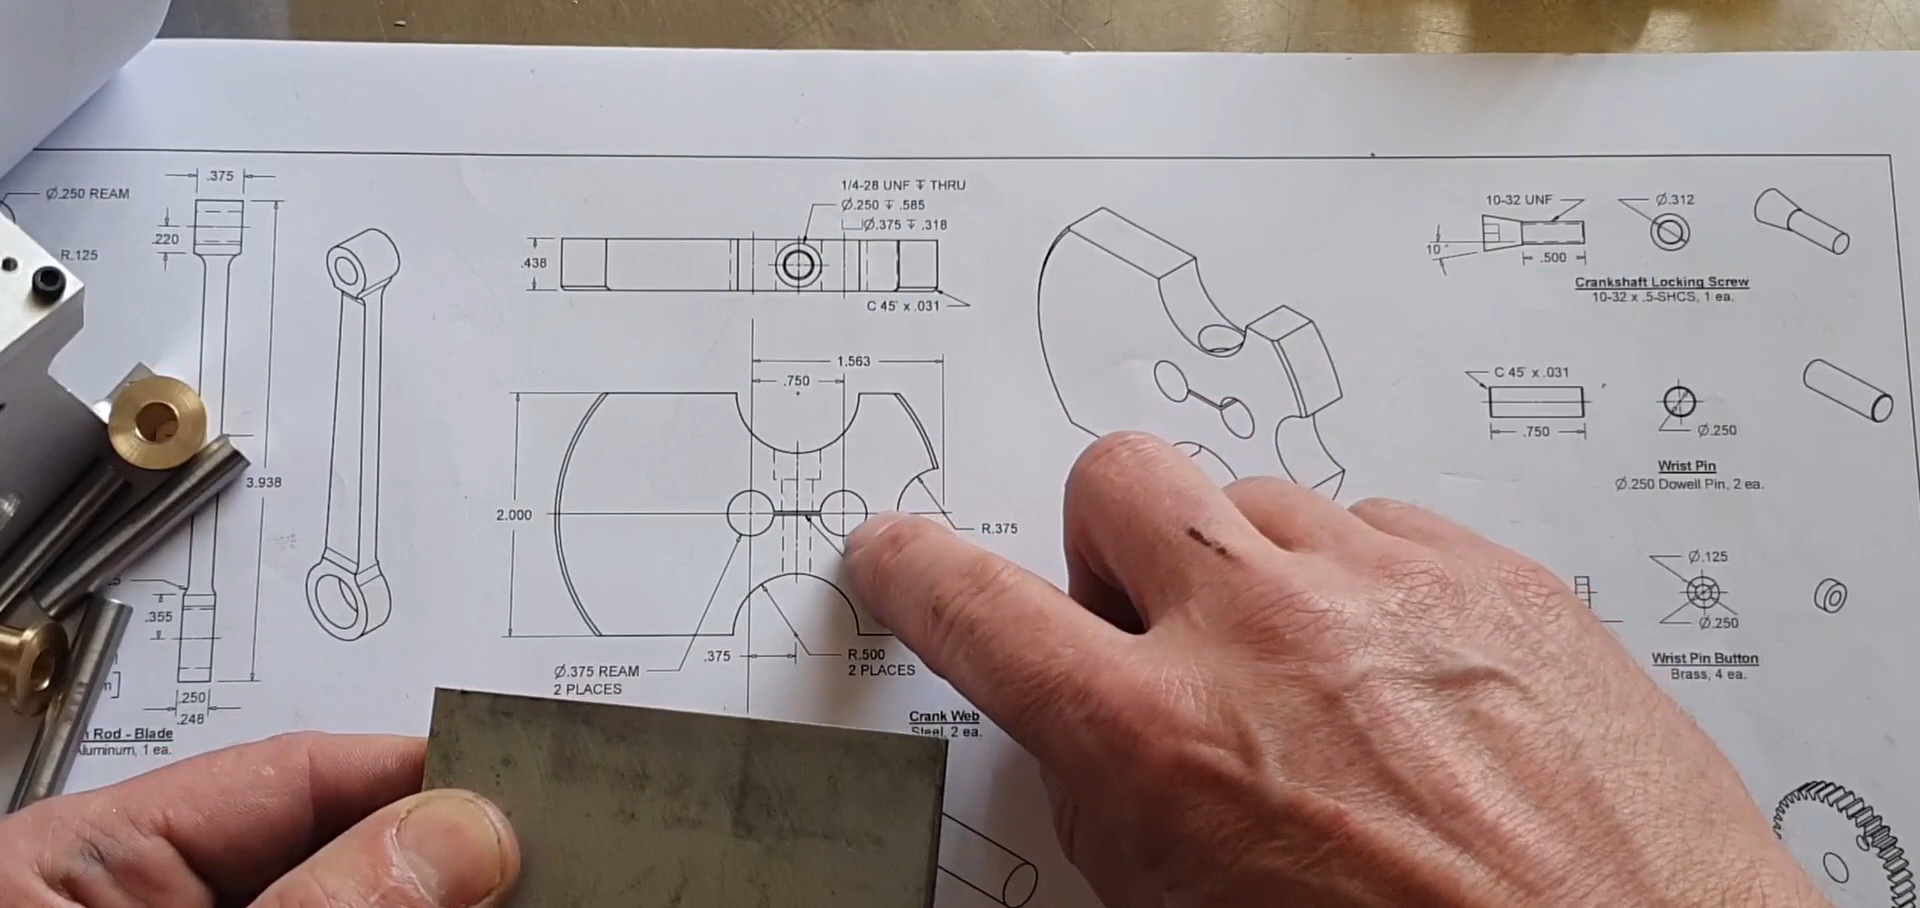 Ø.250 REAM
R.125
.375
.220
3.938
.355
.250
.248
Rod - Blade
1 ea.
1/4-28 UNF ↧ THRU
Ø.250 ↧ .585
⌴Ø.375 ↧ .318
.438
C 45° x .031
1.563
.750
2.000
R.375
.375
R.500
2 PLACES
Ø.375 REAM
2 PLACES
Crank Web
Steel, 2 ea.
10-32 UNF
Ø.312
10°
.500
Crankshaft Locking Screw
10-32 x .5-SHCS, 1 ea.
C 45° x .031
.750
Ø.250
Wrist Pin
Ø.250 Dowell Pin, 2 ea.
Ø.125
Ø.250
Wrist Pin Button
Brass, 4 ea.